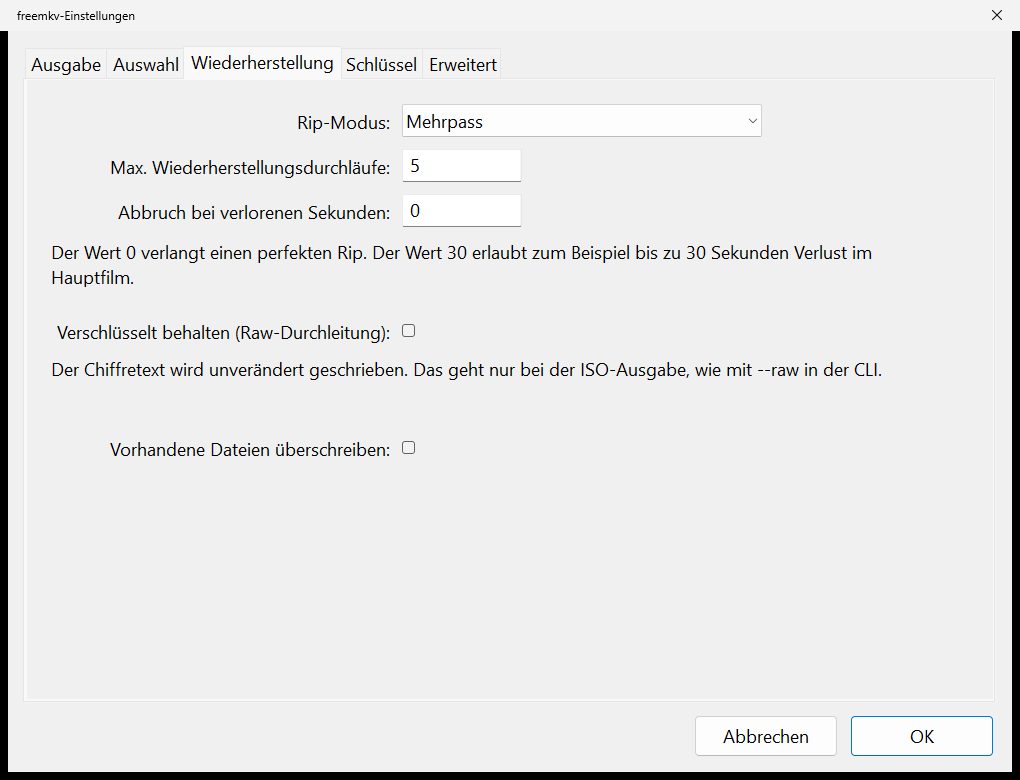 freemkv-Einstellungen
Ausgabe Auswahl Wiederherstellung Schlüssel Erweitert
Rip-Modus: Mehrpass
Max. Wiederherstellungsdurchläufe: 5
Abbruch bei verlorenen Sekunden: 0
Der Wert 0 verlangt einen perfekten Rip. Der Wert 30 erlaubt zum Beispiel bis zu 30 Sekunden Verlust im
Hauptfilm.
Verschlüsselt behalten (Raw-Durchleitung):
Der Chiffretext wird unverändert geschrieben. Das geht nur bei der ISO-Ausgabe, wie mit --raw in der CLI.
Vorhandene Dateien überschreiben:
Abbrechen OK